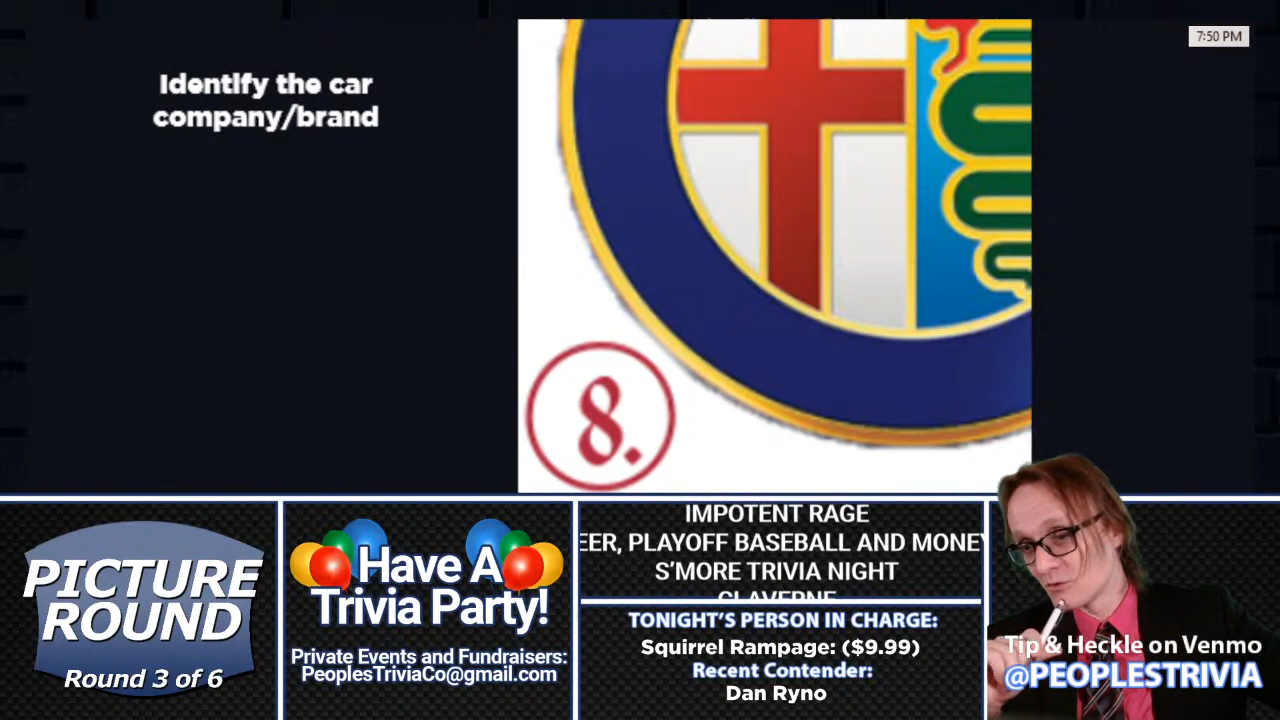 7:50 PM
Identify the car
company/brand
8.
PICTURE
ROUND
Round 3 of 6
Have A
Trivia Party!
Private Events and Fundraisers:
PeoplesTriviaCo@gmail.com
IMPOTENT RAGE
EER, PLAYOFF BASEBALL AND MONEY
S'MORE TRIVIA NIGHT
CLAVERNE
TONIGHT'S PERSON IN CHARGE:
Squirrel Rampage: ($9.99)
Recent Contender:
Dan Ryno
Tip & Heckle on Venmo
@PEOPLESTRIVIA